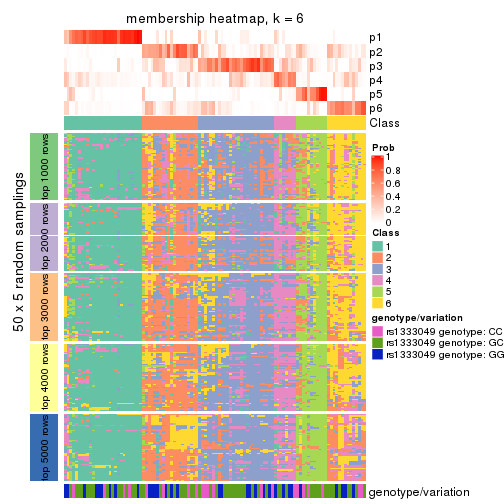 membership heatmap, k = 6
p1
p2
p3
p4
p5
p6
Class
50 x 5 random samplings
top 1000 rows
top 2000 rows
top 3000 rows
top 4000 rows
top 5000 rows
Prob
1
0.8
0.6
0.4
0.2
0
Class
1
2
3
4
5
6
genotype/variation
rs1333049 genotype: CC
rs1333049 genotype: GC
rs1333049 genotype: GG
genotype/variation